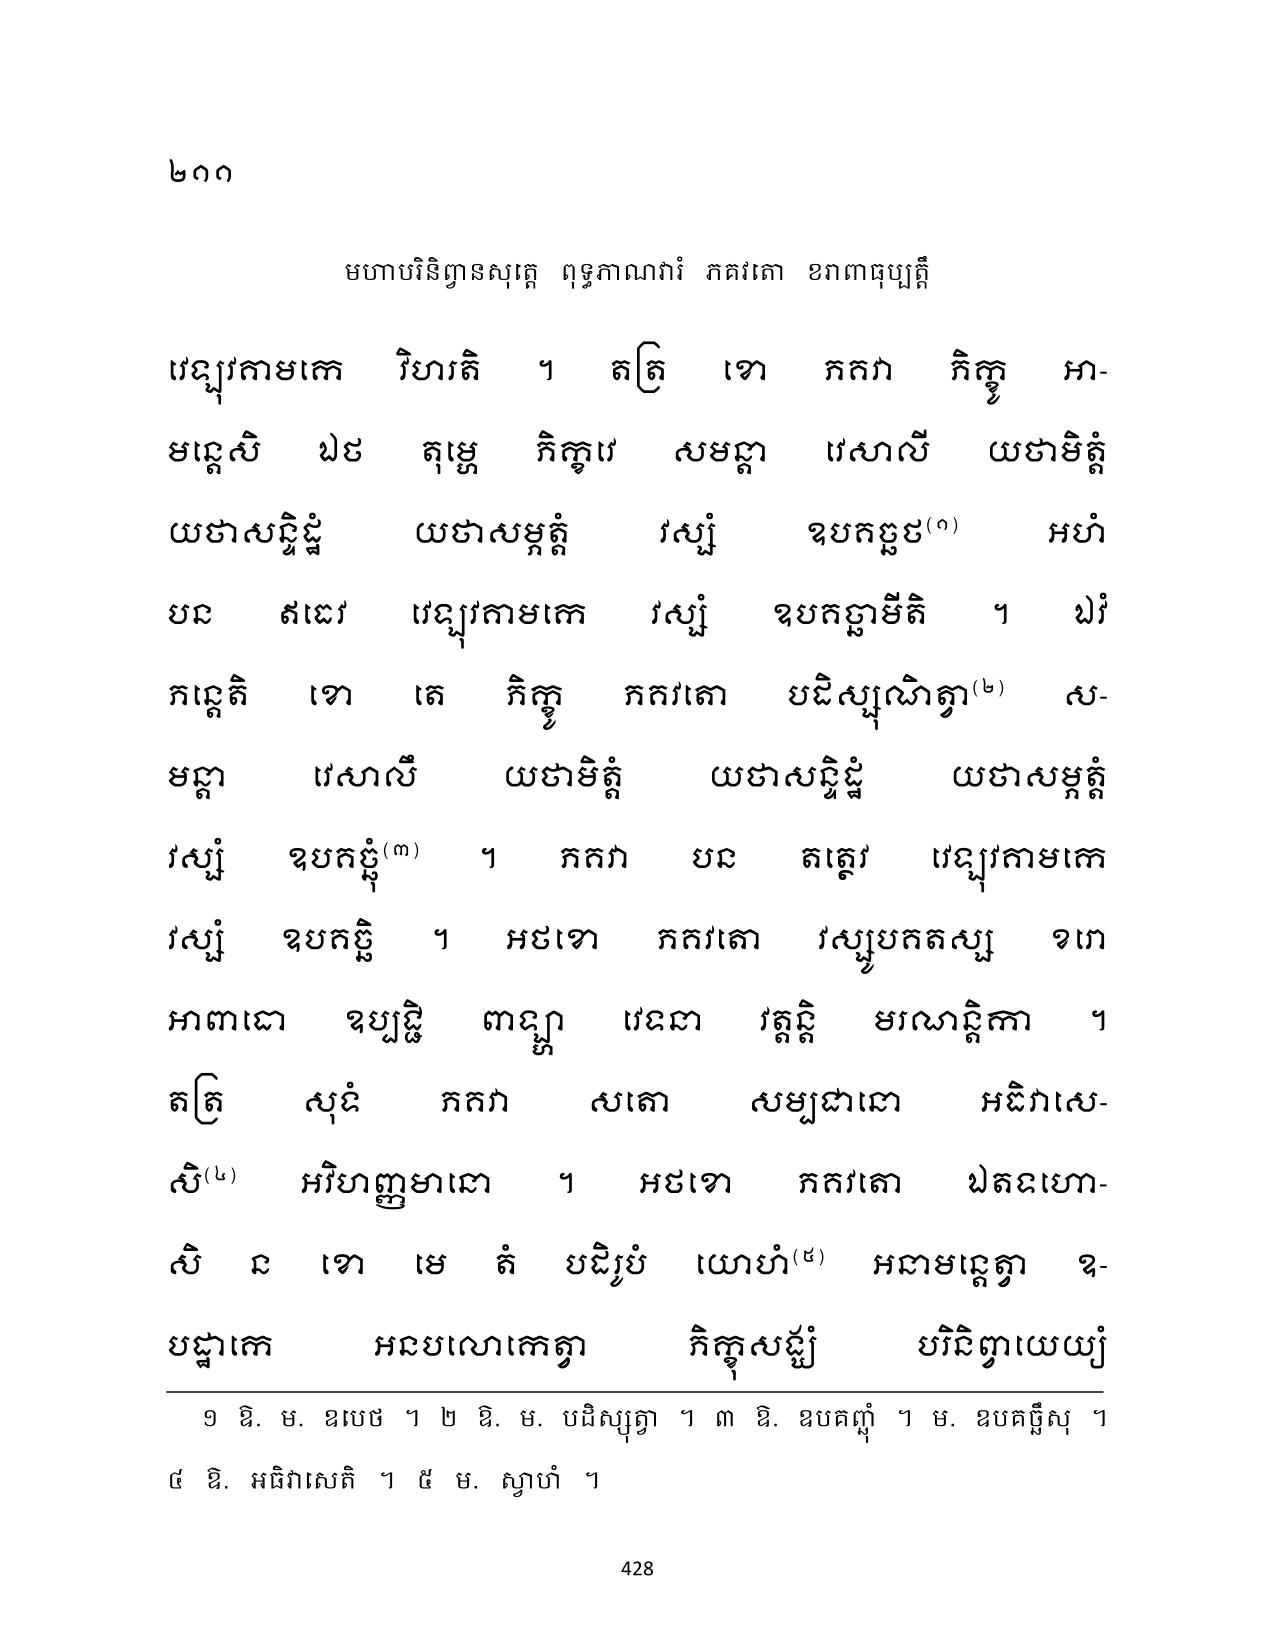 ២១១
មហាបរិនិព្វានសុត្តេ ពុទ្ធភាណវារំ ភគវតោ ខរាពាធុប្បត្តឹ
វេឡុវគាមកេ វិហរតិ ។ តត្រ ខោ ភគវា ភិក្ខូ អា-
មន្តេសិ ឯថ តុម្ហេ ភិក្ខវេ សមន្តា វេសាលី យថាមិត្តំ
យថាសន្ទិដ្ឋំ យថាសម្ភត្តំ វស្សំ ឧបគច្ឆថ(១) អហំ
បន ឥធេវ វេឡុវគាមកេ វស្សំ ឧបគច្ឆាមីតិ ។ ឯវំ
ភន្តេតិ ខោ តេ ភិក្ខូ ភគវតោ បដិស្សុណិត្វា(២) ស-
មន្តា វេសាលឹ យថាមិត្តំ យថាសន្ទិដ្ឋំ យថាសម្ភត្តំ
វស្សំ ឧបគច្ឆុំ(៣) ។ ភគវា បន តត្ថេវ វេឡុវគាមកេ
វស្សំ ឧបគច្ឆិ ។ អថខោ ភគវតោ វស្សូបគតស្ស ខរោ
អាពាធោ ឧប្បជ្ជិ ពាឡ្ហា វេទនា វត្តន្តិ មរណន្តិកា ។
តត្រ សុទំ ភគវា សតោ សម្បជានោ អធិវាសេ-
សិ(៤) អវិហញ្ញមានោ ។ អថខោ ភគវតោ ឯតទហោ-
សិ ន ខោ មេ តំ បដិរូបំ យោហំ(៥) អនាមន្តេត្វា ឧ-
បដ្ឋាកេ អនបលោកេត្វា ភិក្ខុសង្ឃំ បរិនិព្វាយេយ្យំ
១ ឱ. ម. ឧបេថ ។ ២ ឱ. ម. បដិស្សុត្វា ។ ៣ ឱ. ឧបគញ្ឆុំ ។ ម. ឧបគច្ឆឹសុ ។
៤ ឱ. អធិវាសេតិ ។ ៥ ម. ស្វាហំ ។
428